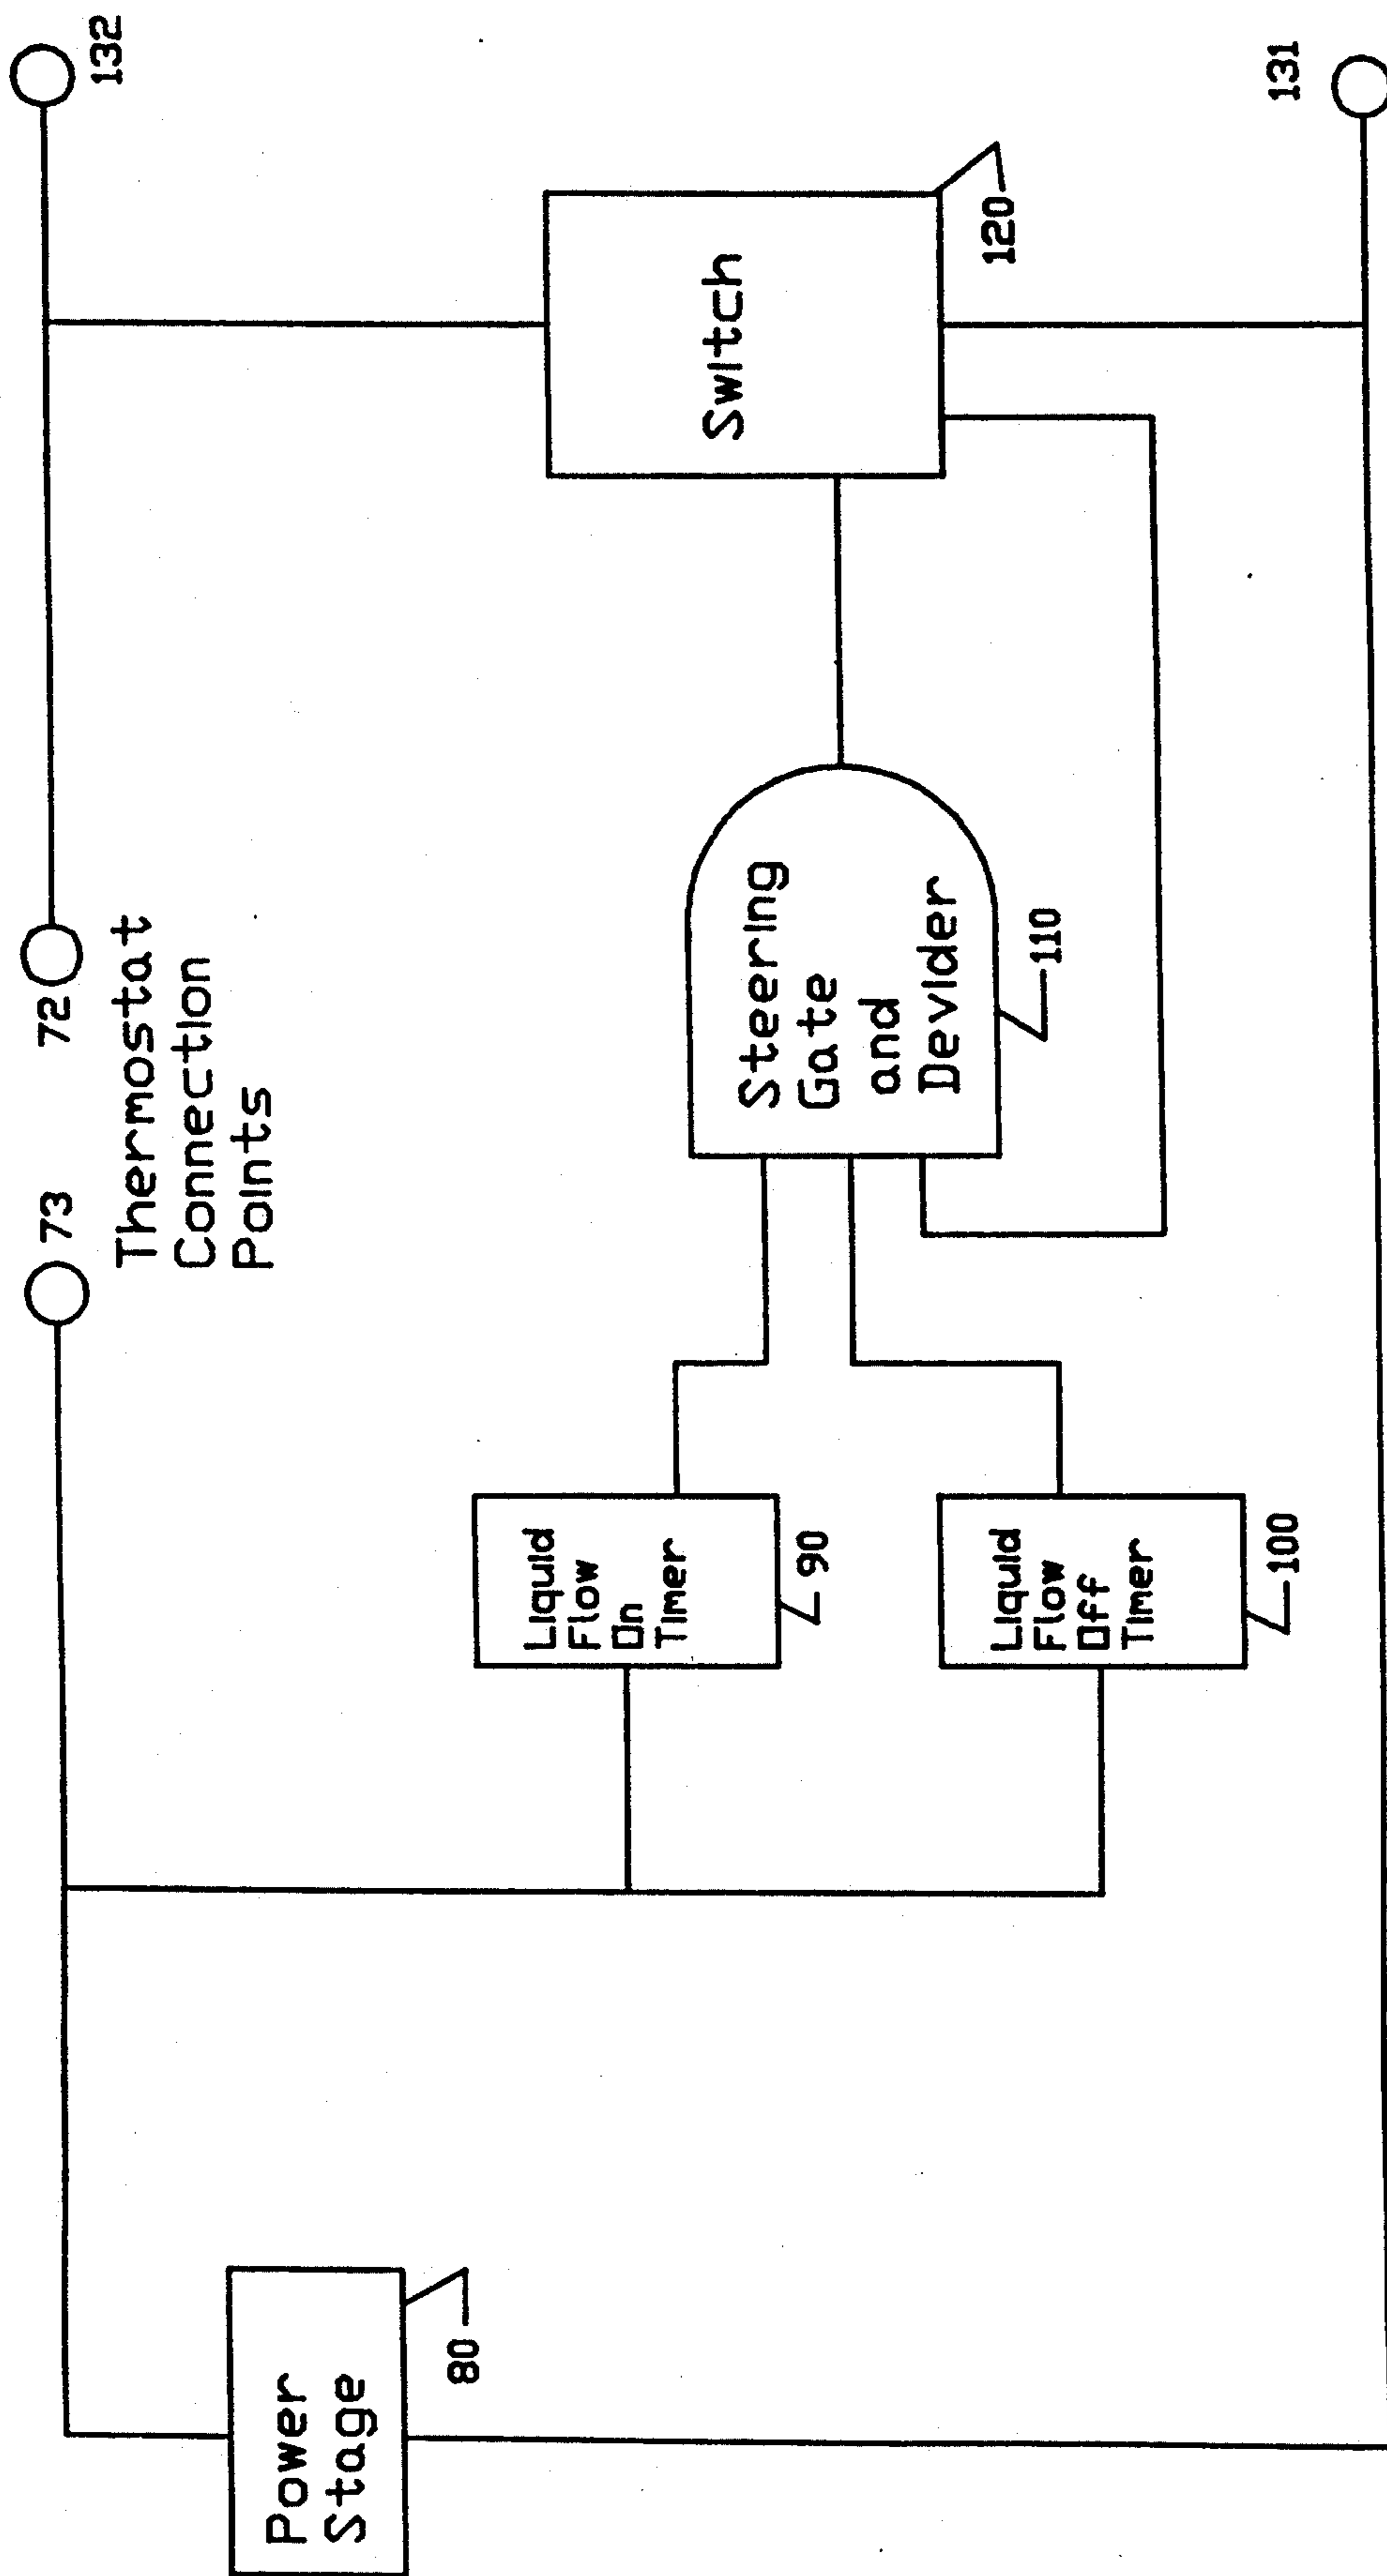 73
72
132
Thermostat
Connection
Points
Power
Stage
80
Liquid
Flow
On
Timer
90
Liquid
Flow
Off
Timer
100
Steering
Gate
and
Devider
110
Switch
120
131